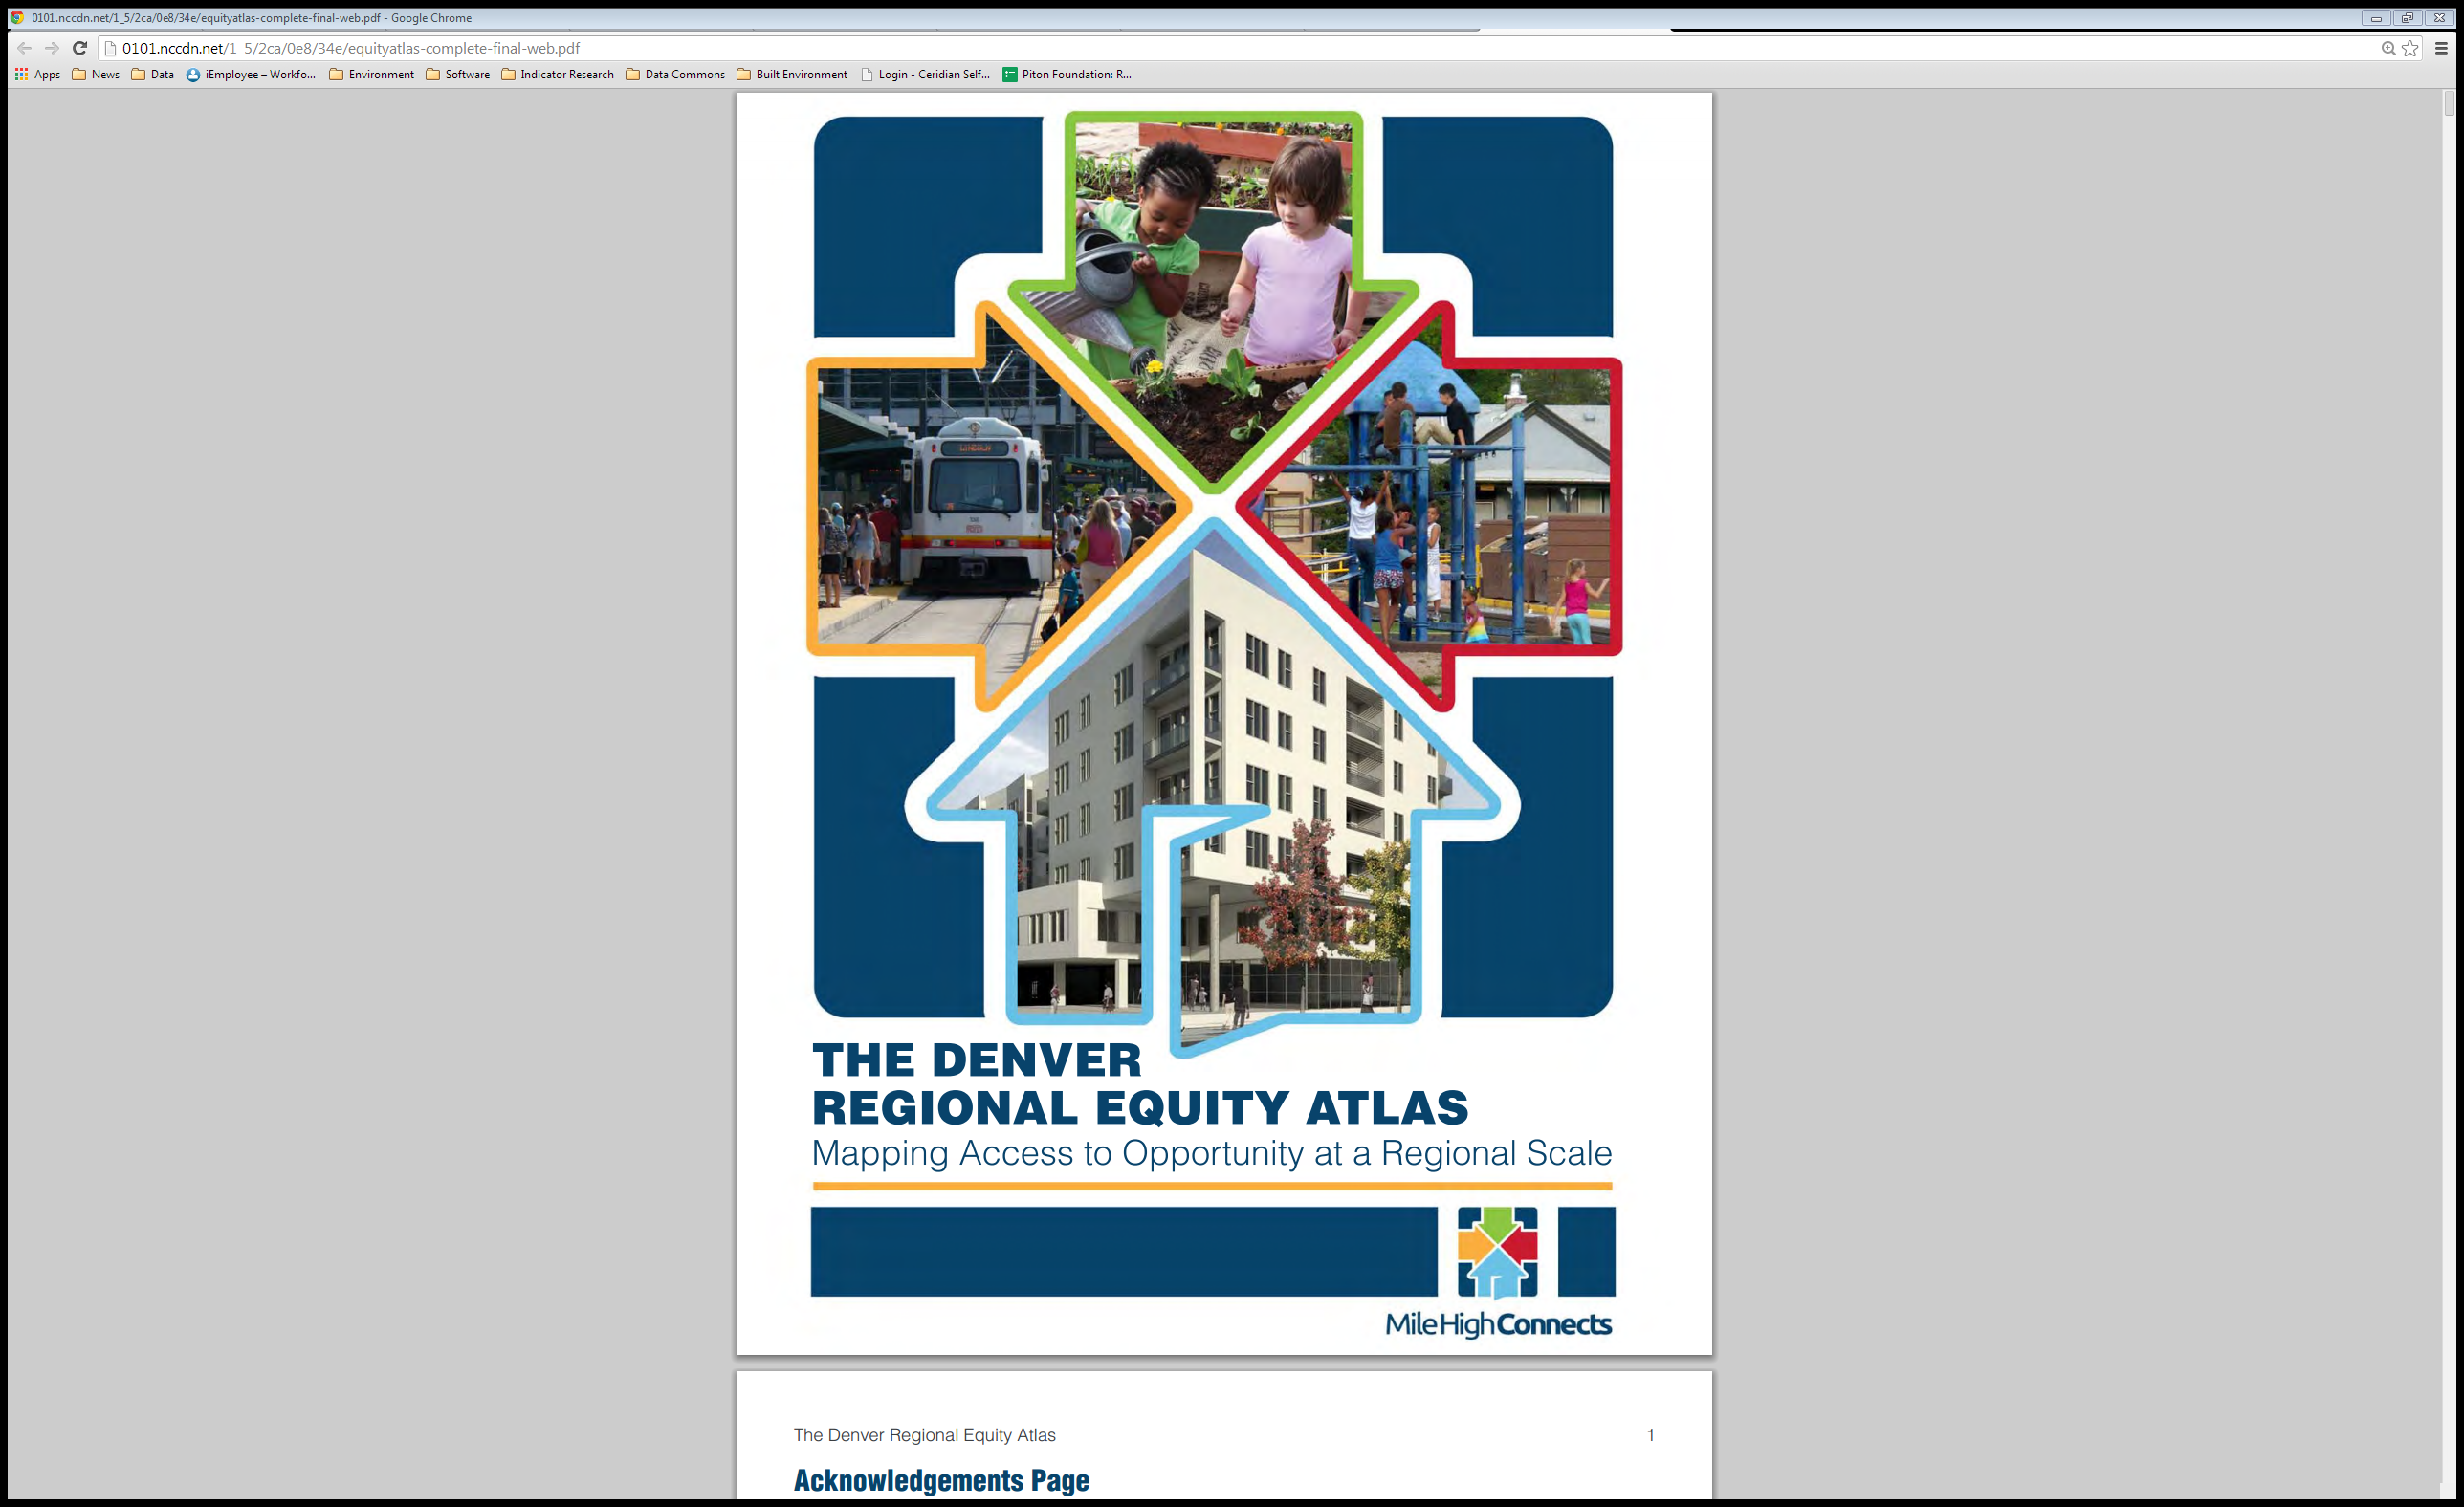 0101.nccdn.net/1_5/2ca/0e8/34e/equityatlas-complete-final-web.pdf - Google Chrome
0101.nccdn.net/1_5/2ca/0e8/34e/equityatlas-complete-final-web.pdf
Apps News Data iEmployee – Workfo... Environment Software Indicator Research Data Commons Built Environment Login - Ceridian Self... Piton Foundation: R...
LINCOLN
THE DENVER
REGIONAL EQUITY ATLAS
Mapping Access to Opportunity at a Regional Scale
MileHighConnects
The Denver Regional Equity Atlas 1
Acknowledgements Page